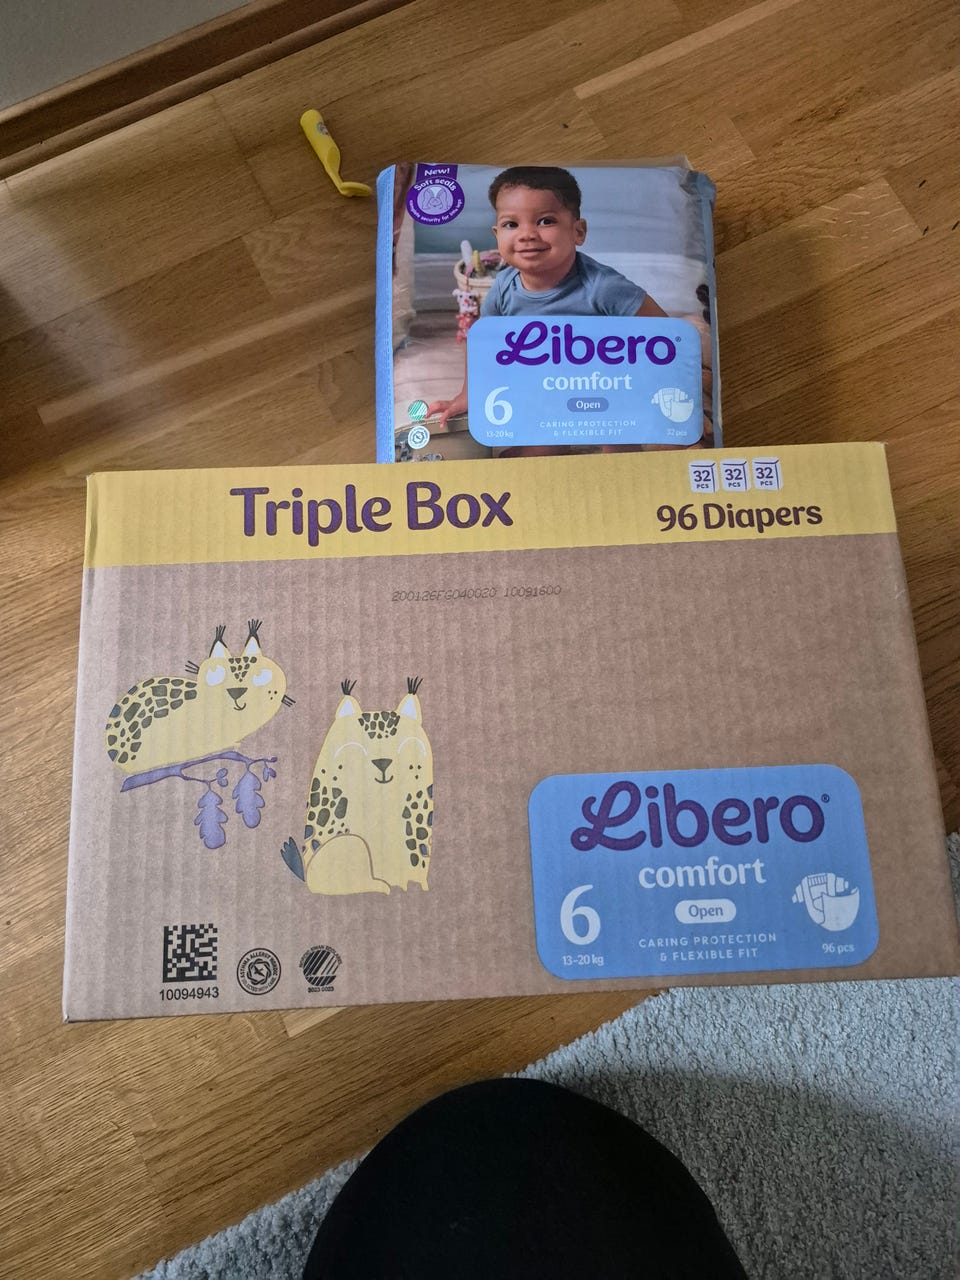 New!
Soft seals
Libero®
comfort
6
Open
13-20 kg
CARING PROTECTION
& FLEXIBLE FIT
32 pcs
Triple Box
32 PCS
32 PCS
32 PCS
96 Diapers
200126FG040020 10091600
Libero®
comfort
6
Open
13-20 kg
CARING PROTECTION
& FLEXIBLE FIT
96 pcs
10094943